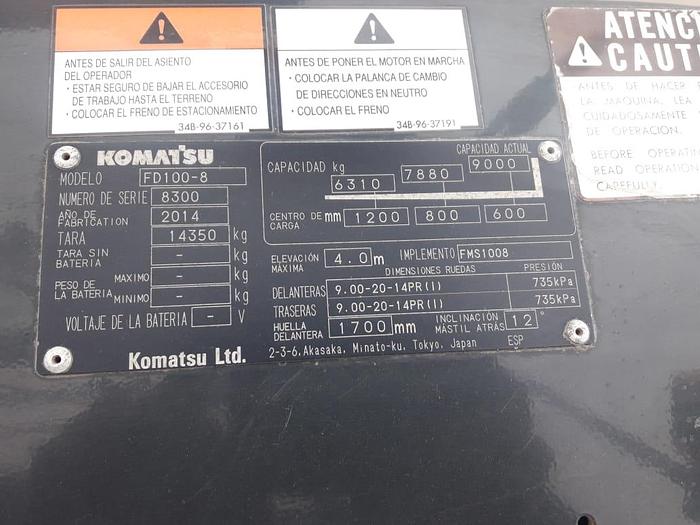 ANTES DE SALIR DEL ASIENTO
DEL OPERADOR
· ESTAR SEGURO DE BAJAR EL ACCESORIO
DE TRABAJO HASTA EL TERRENO
· COLOCAR EL FRENO DE ESTACIONAMIENTO
34B-96-37161
ANTES DE PONER EL MOTOR EN MARCHA
· COLOCAR LA PALANCA DE CAMBIO
DE DIRECCIONES EN NEUTRO
· COLOCAR EL FRENO
34B-96-37191
ATENC
CAUT
ANTES DE HACER
LA MAQUINA, LEA
CUIDADOSAMENTE
DE OPERACION.
BEFORE OPERATIN
READ OPERATION
CAREFULLY.
KOMATSU
MODELO FD100-8
NUMERO DE SERIE 8300
AÑO DE FABRICATION 2014
TARA 14350 kg
TARA SIN BATERIA - kg
PESO DE LA BATERIA MAXIMO - kg
MINIMO - kg
VOLTAJE DE LA BATERIA - V
Komatsu Ltd.
CAPACIDAD ACTUAL
CAPACIDAD kg 6310 7880 9000
CENTRO DE CARGA mm 1200 800 600
ELEVACIÓN MÁXIMA 4.0 m IMPLEMENTO FMS1008
DIMENSIONES RUEDAS PRESIÓN
DELANTERAS 9.00-20-14PR(I) 735kPa
TRASERAS 9.00-20-14PR(I) 735kPa
HUELLA DELANTERA 1700 mm INCLINACIÓN MÁSTIL ATRÁS 12 °
2-3-6, Akasaka, Minato-ku, Tokyo, Japan ESP